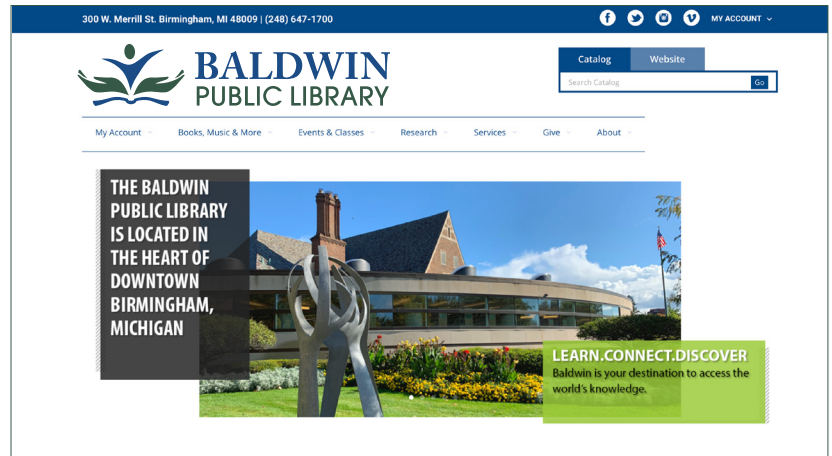 300 W. Merrill St. Birmingham, MI 48009 | (248) 647-1700
MY ACCOUNT
BALDWIN
PUBLIC LIBRARY
Catalog
Website
Search Catalog
Go
My Account
Books, Music & More
Events & Classes
Research
Services
Give
About
THE BALDWIN
PUBLIC LIBRARY
IS LOCATED IN
THE HEART OF
DOWNTOWN
BIRMINGHAM,
MICHIGAN
LEARN.CONNECT.DISCOVER
Baldwin is your destination to access the
world's knowledge.